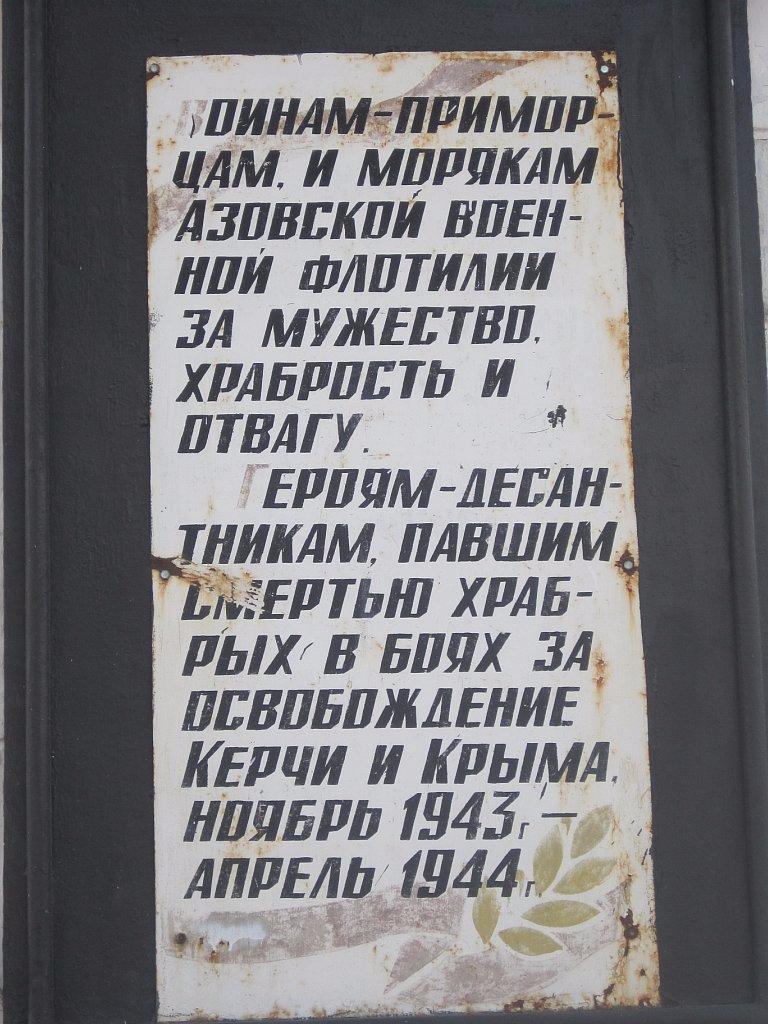 ВОИНАМ-ПРИМОР-
ЦАМ, И МОРЯКАМ
АЗОВСКОЙ ВОЕН-
НОЙ ФЛОТИЛИИ
ЗА МУЖЕСТВО,
ХРАБРОСТЬ И
ОТВАГУ.
ГЕРОЯМ-ДЕСАН-
ТНИКАМ, ПАВШИМ
СМЕРТЬЮ ХРАБ-
РЫХ В БОЯХ ЗА
ОСВОБОЖДЕНИЕ
КЕРЧИ И КРЫМА,
НОЯБРЬ 1943г –
АПРЕЛЬ 1944г.